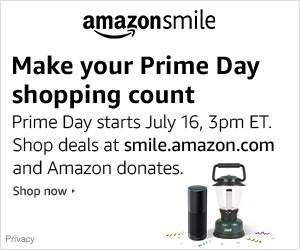 amazonsmile
Make your Prime Day
shopping count
Prime Day starts July 16, 3pm ET.
Shop deals at smile.amazon.com
and Amazon donates.
Shop now ▸
Privacy